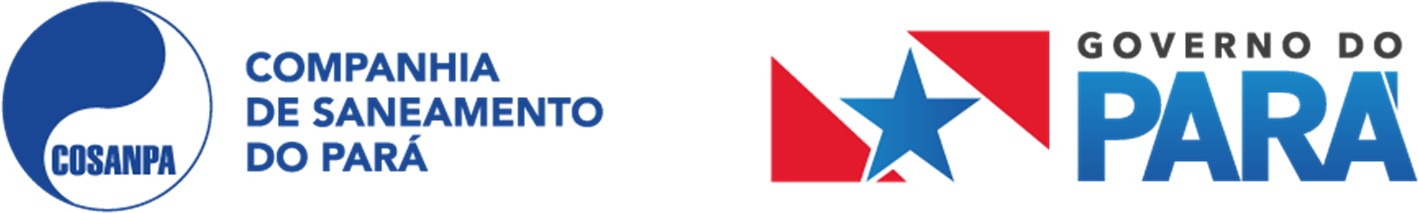 COSANPA
COMPANHIA
DE SANEAMENTO
DO PARÁ
GOVERNO DO
PARÁ